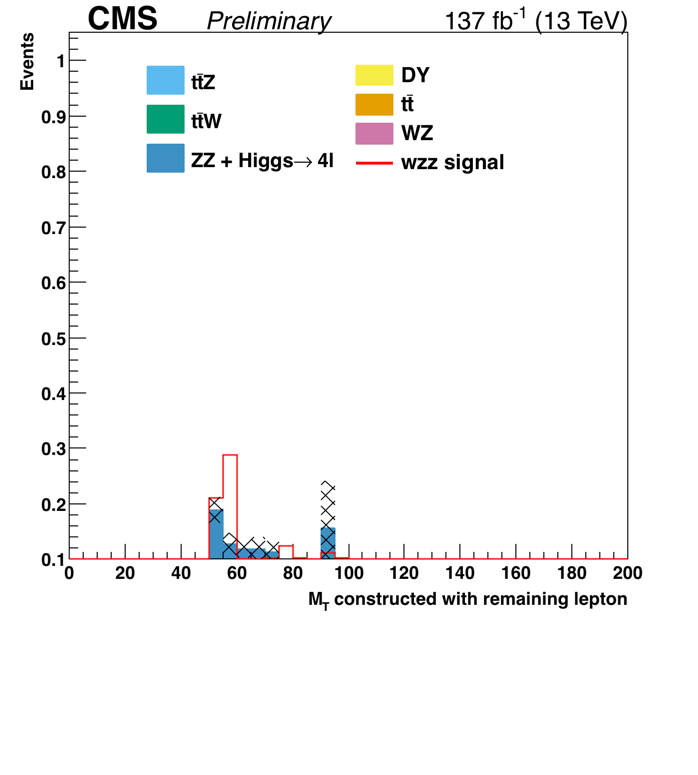 CMS Preliminary 137 fb⁻¹ (13 TeV)
Events
tt̄Z
tt̄W
ZZ + Higgs→ 4l
DY
tt̄
WZ
wzz signal
1
0.9
0.8
0.7
0.6
0.5
0.4
0.3
0.2
0.1
0 20 40 60 80 100 120 140 160 180 200
M_T constructed with remaining lepton